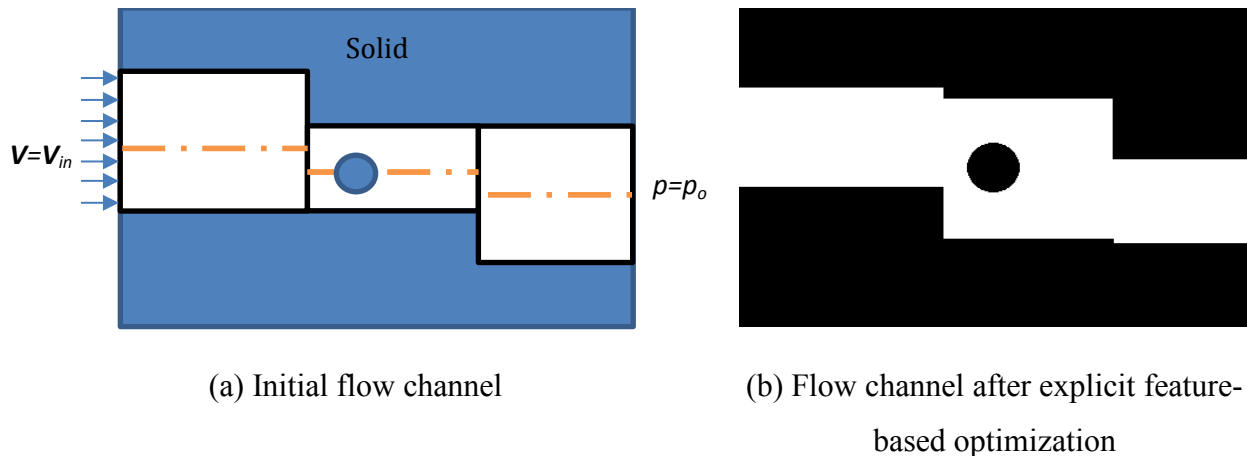 Solid
V=Vin
p=po
(a) Initial flow channel
(b) Flow channel after explicit feature-
based optimization